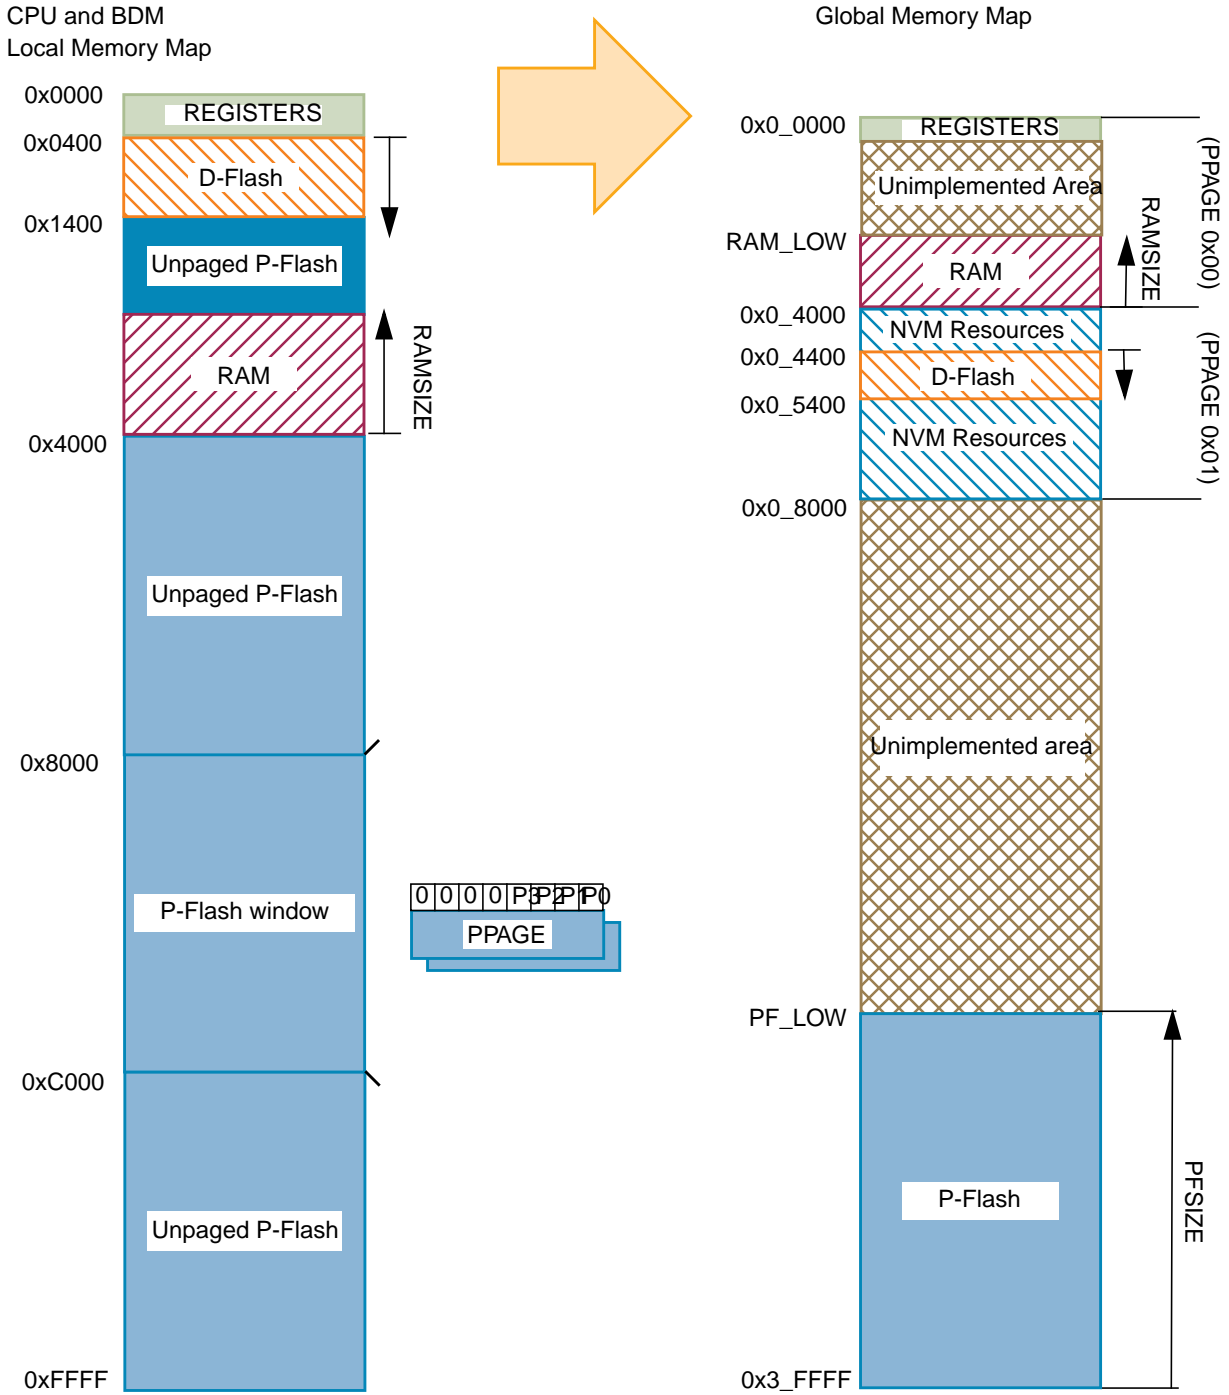 CPU and BDM
Local Memory Map
0x0000
REGISTERS
0x0400
D-Flash
0x1400
Unpaged P-Flash
RAM
RAMSIZE
0x4000
Unpaged P-Flash
0x8000
P-Flash window
0xC000
Unpaged P-Flash
0xFFFF
0 0 0 0 P3 P2 P1 P0
PPAGE
Global Memory Map
0x0_0000
REGISTERS
Unimplemented Area
RAM_LOW
RAM
RAMSIZE
(PPAGE 0x00)
0x0_4000
NVM Resources
0x0_4400
D-Flash
0x0_5400
NVM Resources
(PPAGE 0x01)
0x0_8000
Unimplemented area
PF_LOW
P-Flash
PFSIZE
0x3_FFFF